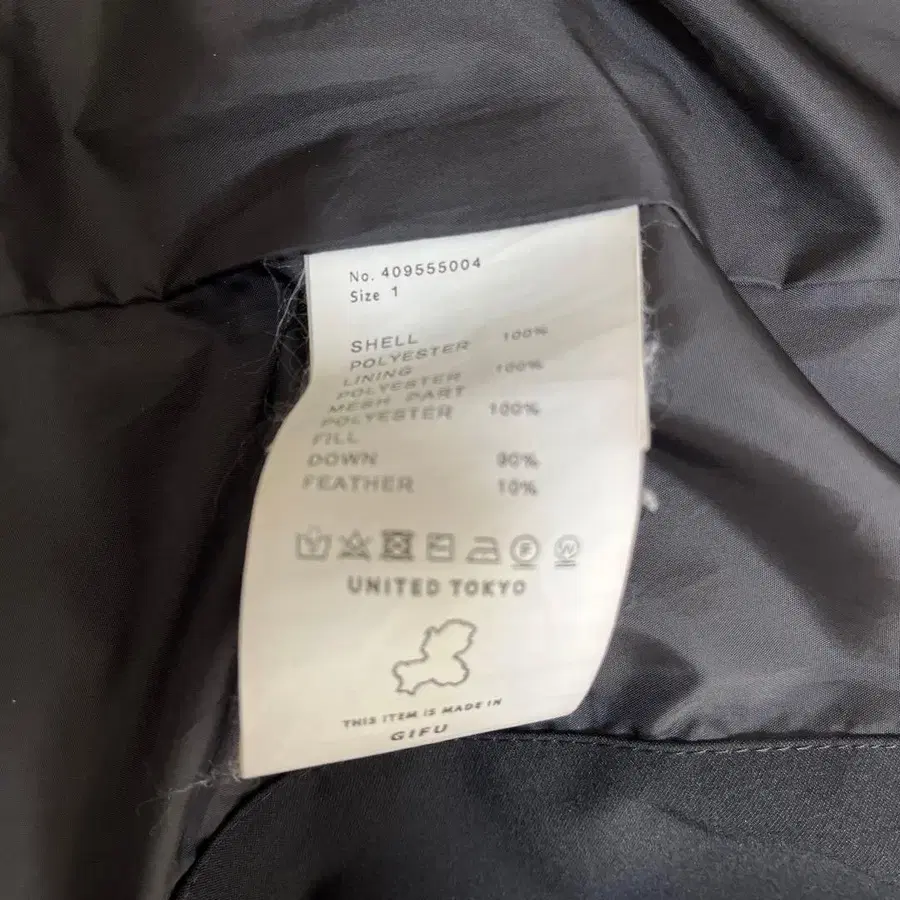 No. 409555004
Size 1
SHELL
POLYESTER 100%
LINING
POLYESTER 100%
MESH PART
POLYESTER 100%
FILL
DOWN 90%
FEATHER 10%
F W
UNITED TOKYO
THIS ITEM IS MADE IN
GIFU